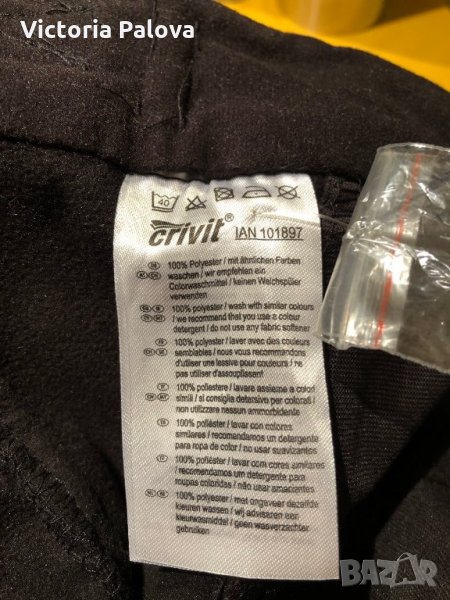 Victoria Palova
40
crivit® IAN 101897
100% Polyester / mit ähnlichen Farben
waschen / wir empfehlen ein
Colorwaschmittel / keinen Weichspüler
verwenden
100% polyester / wash with similar colours
/ we recommend that you use a colour
detergent / do not use any fabric softener
100% polyester / laver avec des couleurs
semblables / nous vous recommandons
d'utiliser une lessive pour couleurs / ne
pas utiliser d'assouplissant
100% poliestere / lavare assieme a colori
simili / si consiglia detersivo per colorati /
non utilizzare nessun ammorbidente
100% poliéster / lavar con colores
similares / recomendamos un detergente
para ropa de color / no usar suavizantes
100% poliéster / lavar com cores similares
/ recomendamos um detergente para
roupas coloridas / não usar amaciantes
100% polyester / met ongeveer dezelfde
kleuren wassen / wij adviseren een
kleurwasmiddel / geen wasverzachter
gebruiken
BAZAR